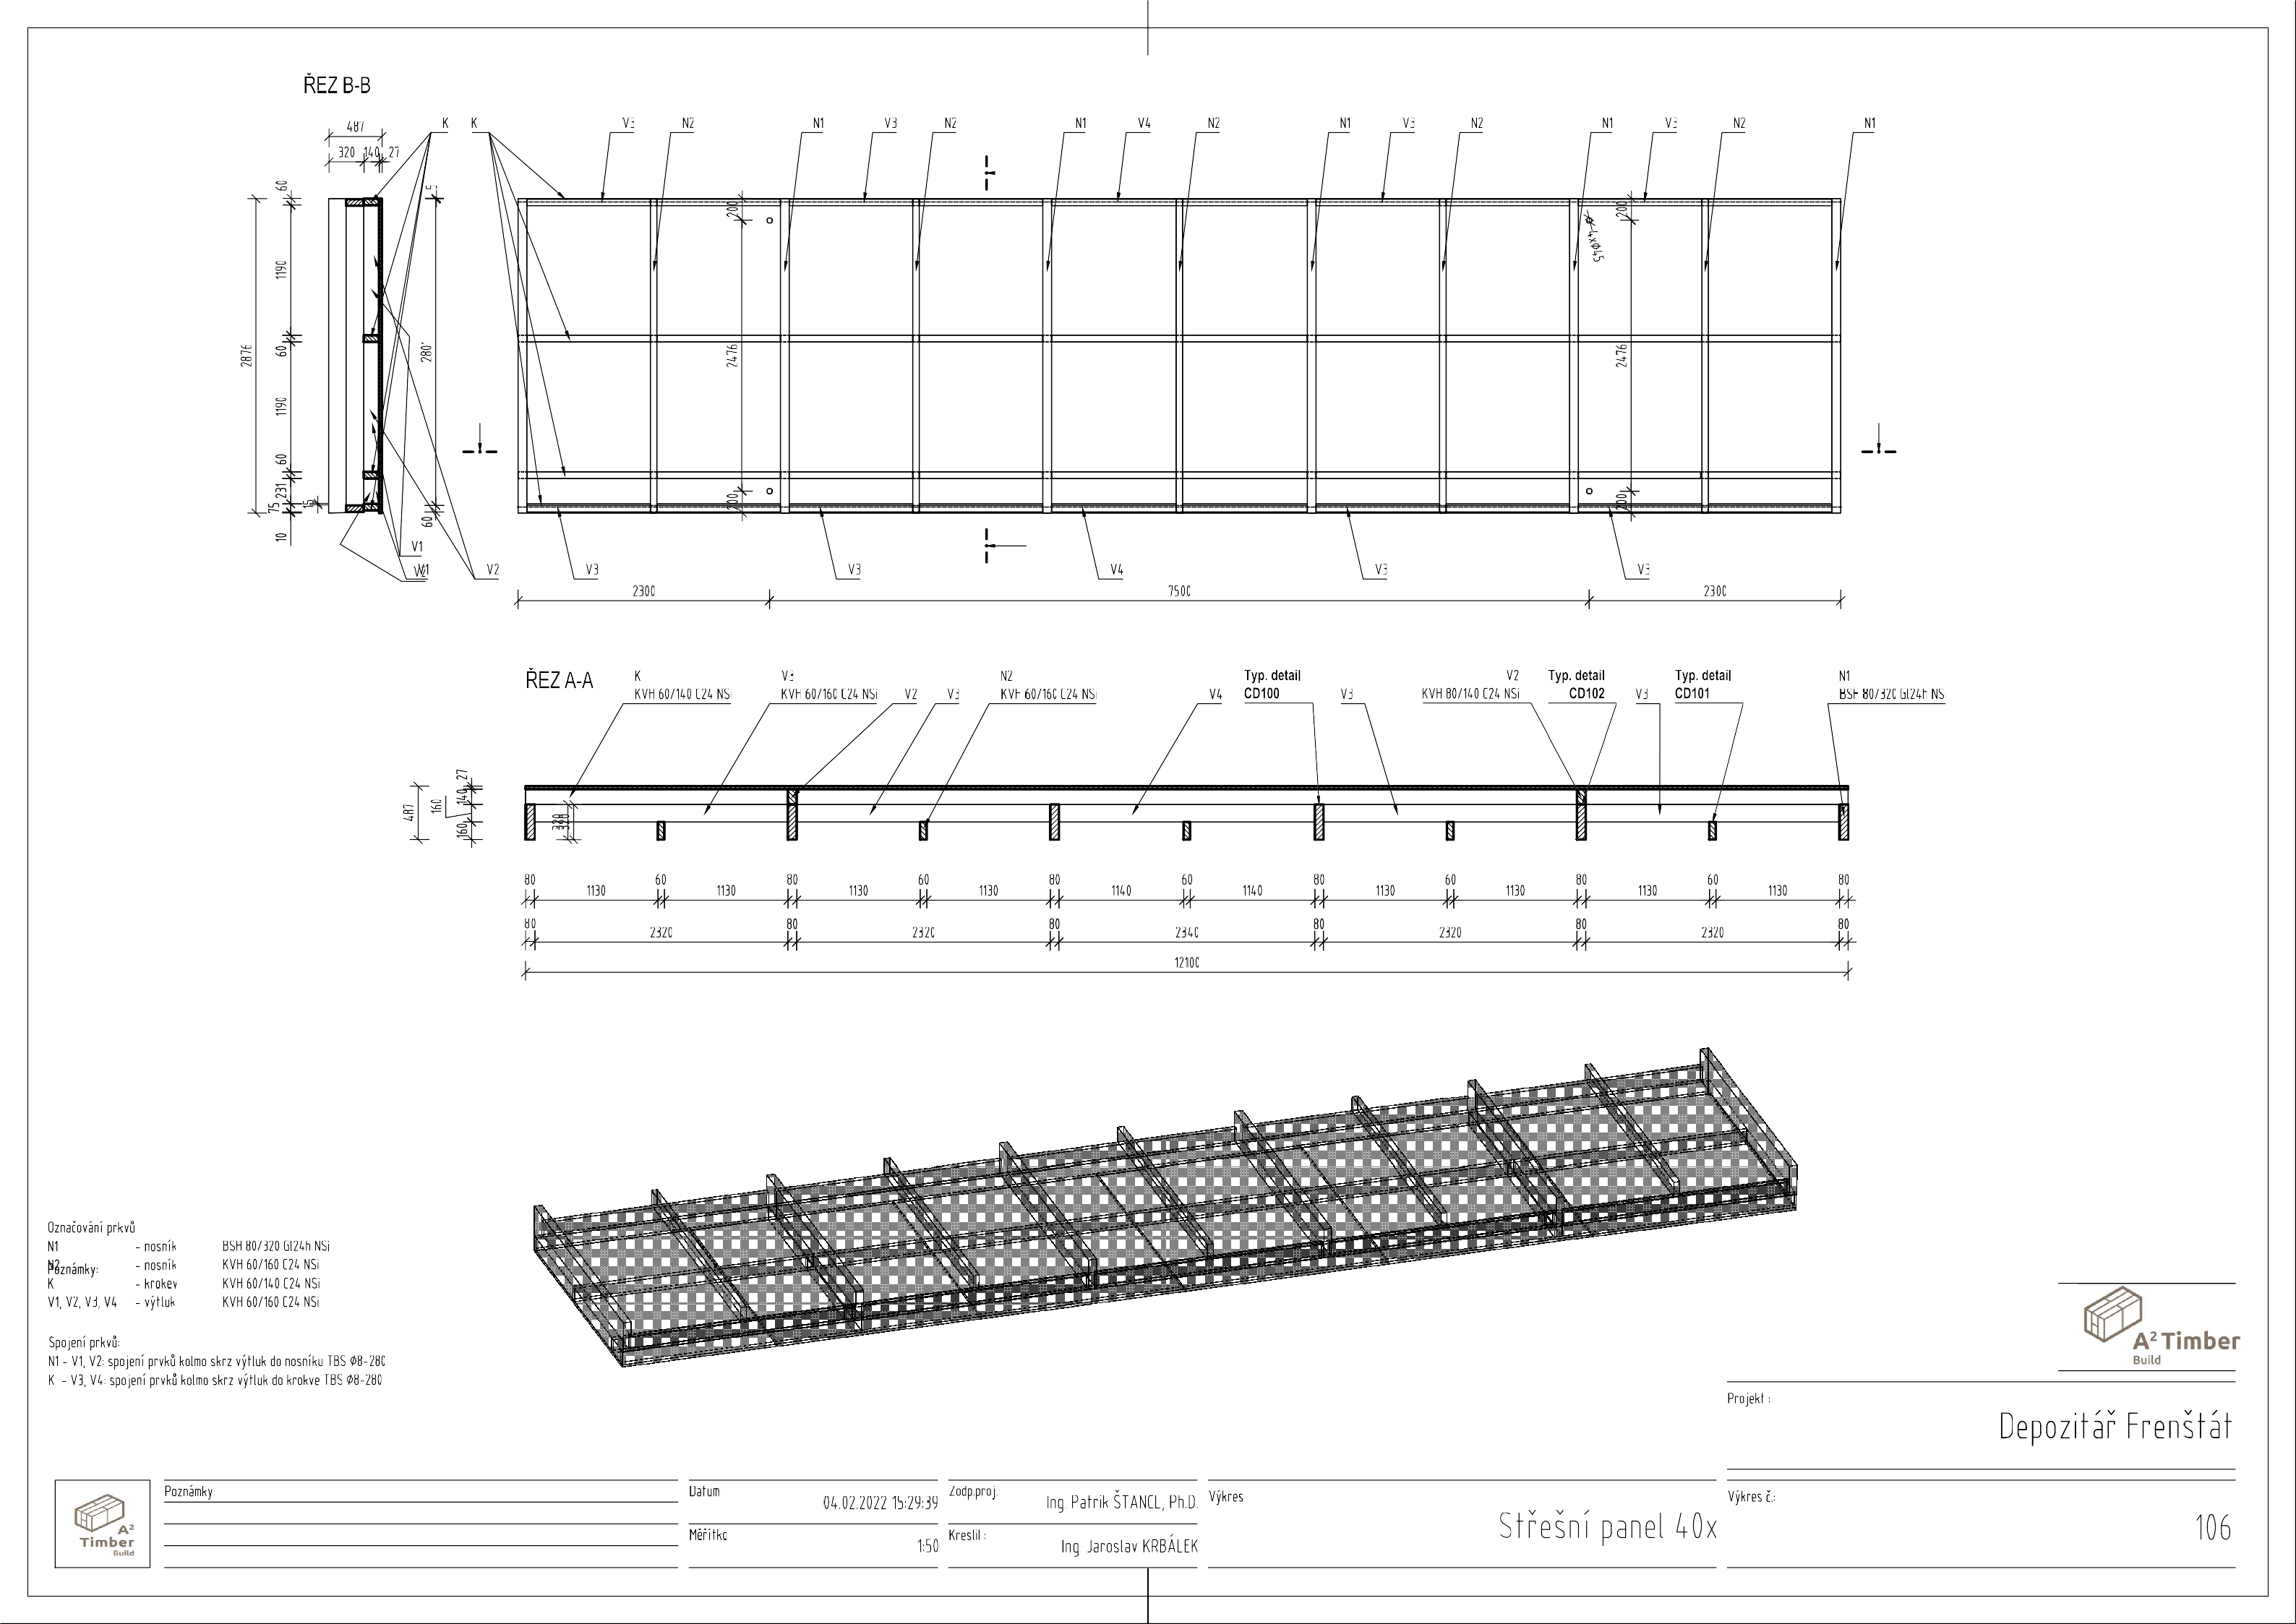 ŘEZ B-B
487
320 140 27
K K V3 N2 N1 V3 N2 N1 V4 N2 N1 V3 N2 N1 V3 N2 N1
60
5
200
200
4xØ45
1190
2876
60
2476
2476
1190
60
231
75
15
200
200
60
10
V1
V1
V2
V3 V3 V4 V3 V3
2300 7500 2300
ŘEZ A-A
K
KVH 60/140 C24 NSi
V3
KVH 60/160 C24 NSi
V2
V3
N2
KVH 60/160 C24 NSi
V4
Typ. detail
CD100
V3
V2
KVH 80/140 C24 NSi
Typ. detail
CD102
V3
Typ. detail
CD101
N1
BSH 80/320 Gl24h NS
27
140
160
487
160
320
80 1130 60 1130 80 1130 60 1130 80 1140 60 1140 80 1130 60 1130 80 1130 60 1130 80
80 2320 80 2320 80 2340 80 2320 80 2320 80
12100
Označování prkvů
N1 - nosník BSH 80/320 Gl24h NSi
N2 - nosník KVH 60/160 C24 NSi
Poznámky:
K - krokev KVH 60/140 C24 NSi
V1, V2, V3, V4 - výtluk KVH 60/160 C24 NSi
Spojení prkvů:
N1 - V1, V2: spojení prvků kolmo skrz výtluk do nosníku TBS Ø8-280
K - V3, V4: spojení prvků kolmo skrz výtluk do krokve TBS Ø8-280
A² Timber
Build
Projekt :
Depozitář Frenštát
A²
Timber
Build
Poznámky
Datum
04.02.2022 15:29:39
Měřítko
1:50
Zodp.proj.
Ing. Patrik ŠTANCL, Ph.D.
Kreslil :
Ing. Jaroslav KRBÁLEK
Výkres
Střešní panel 40x
Výkres č.:
106